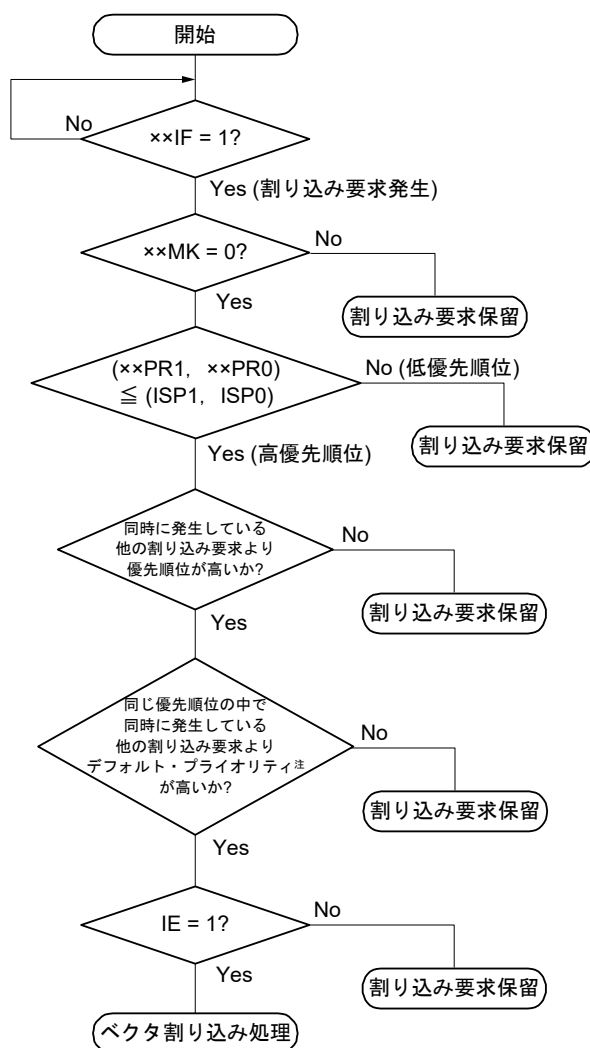 開始
No
××IF = 1?
Yes (割り込み要求発生)
××MK = 0?
No
Yes
割り込み要求保留
(××PR1, ××PR0)
≦ (ISP1, ISP0)
No (低優先順位)
割り込み要求保留
Yes (高優先順位)
同時に発生している
他の割り込み要求より
優先順位が高いか?
No
割り込み要求保留
Yes
同じ優先順位の中で
同時に発生している
他の割り込み要求より
デフォルト・プライオリティ注
が高いか?
No
割り込み要求保留
Yes
IE = 1?
No
割り込み要求保留
Yes
ベクタ割り込み処理